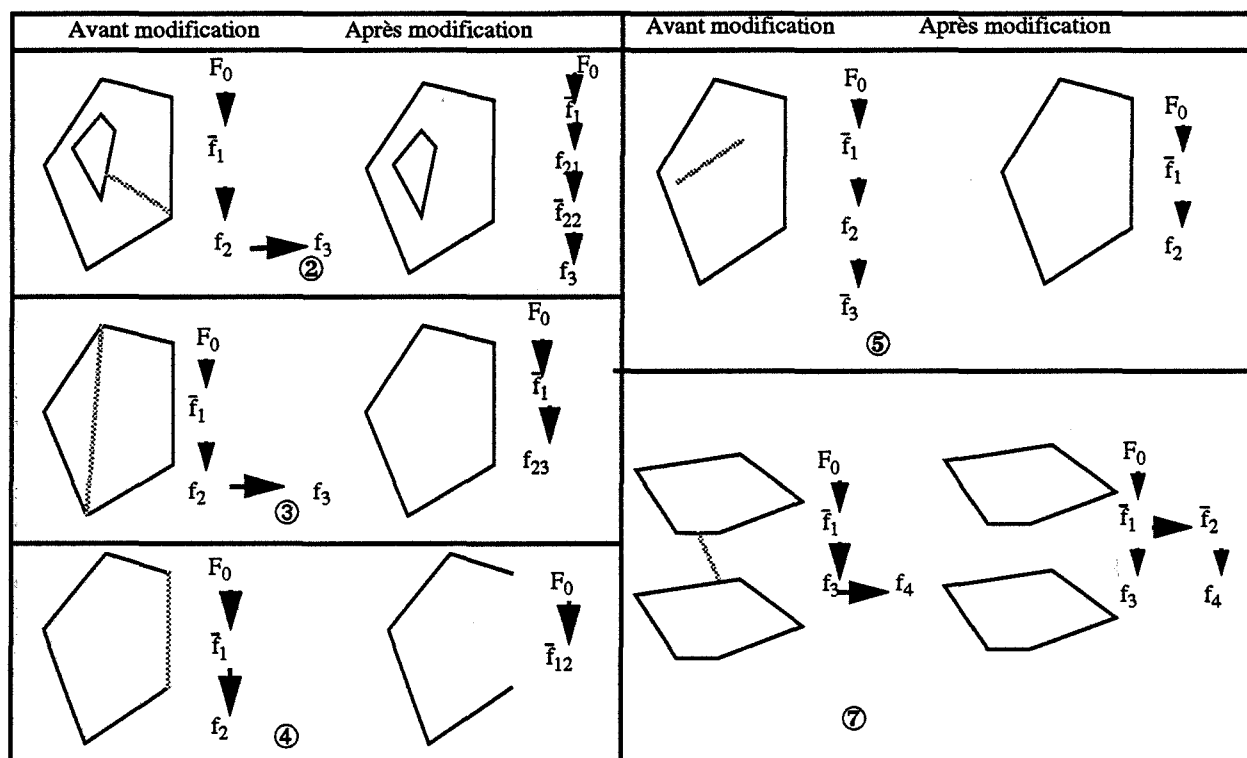 Avant modification Après modification
F₀ F₀
f̄₁ f̄₁
f₂₁
f̄₂₂
f₂ f₃ f₃
②
F₀ F₀
f̄₁ f̄₁
f₂ f₃ f₂₃
③
F₀ F₀
f̄₁ f̄₁₂
f₂
④
Avant modification Après modification
F₀ F₀
f̄₁ f̄₁
f₂ f₂
f̄₃
⑤
F₀ F₀
f̄₁ f̄₁ f̄₂
f₃ f₄ f₃ f₄
⑦